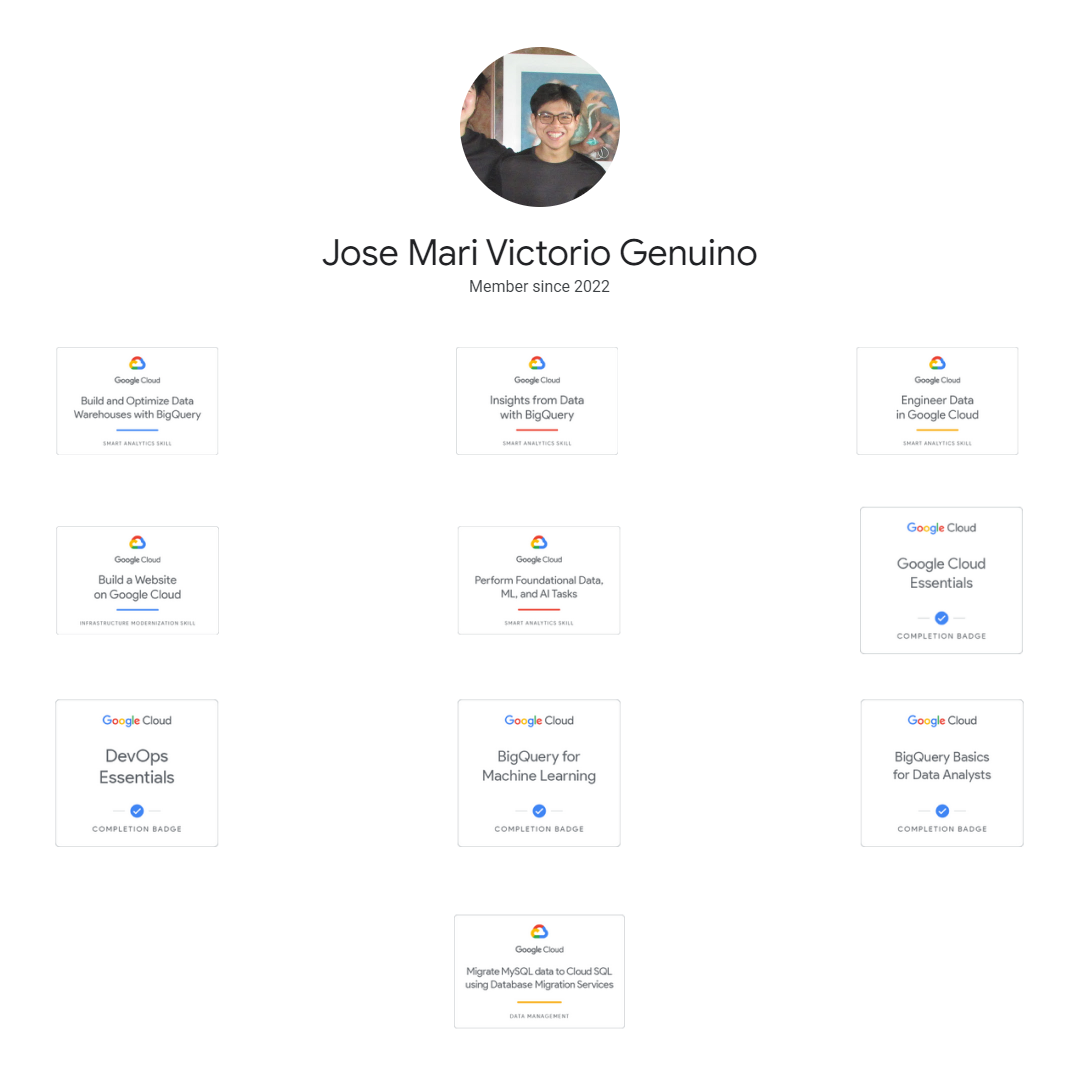 Jose Mari Victorio Genuino
Member since 2022
Google Cloud
Build and Optimize Data
Warehouses with BigQuery
SMART ANALYTICS SKILL
Google Cloud
Insights from Data
with BigQuery
SMART ANALYTICS SKILL
Google Cloud
Engineer Data
in Google Cloud
SMART ANALYTICS SKILL
Google Cloud
Build a Website
on Google Cloud
INFRASTRUCTURE MODERNIZATION SKILL
Google Cloud
Perform Foundational Data,
ML, and AI Tasks
SMART ANALYTICS SKILL
Google Cloud
Google Cloud
Essentials
COMPLETION BADGE
Google Cloud
DevOps
Essentials
COMPLETION BADGE
Google Cloud
BigQuery for
Machine Learning
COMPLETION BADGE
Google Cloud
BigQuery Basics
for Data Analysts
COMPLETION BADGE
Google Cloud
Migrate MySQL data to Cloud SQL
using Database Migration Services
DATA MANAGEMENT